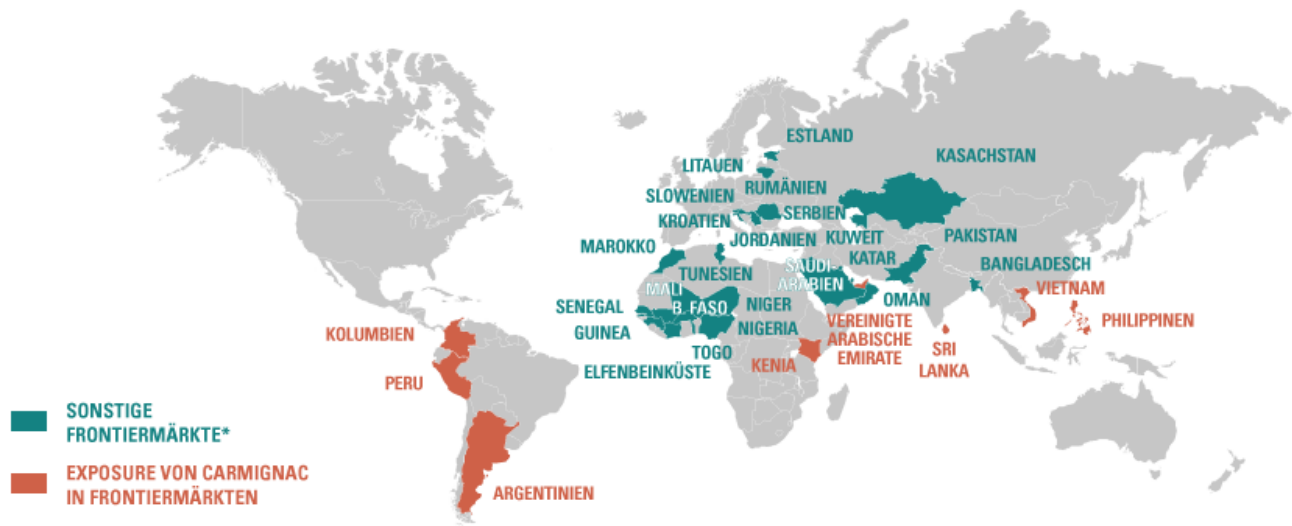 ESTLAND
KASACHSTAN
LITAUEN
RUMÄNIEN
SLOWENIEN
SERBIEN
KROATIEN
JORDANIEN
KUWEIT
PAKISTAN
MAROKKO
KATAR
TUNESIEN
SAUDI-
ARABIEN
BANGLADESCH
MALI
VIETNAM
SENEGAL
B. FASO
NIGER
OMAN
GUINEA
NIGERIA
VEREINIGTE
ARABISCHE
EMIRATE
PHILIPPINEN
KOLUMBIEN
TOGO
SRI
LANKA
ELFENBEINKÜSTE
KENIA
PERU
SONSTIGE
FRONTIERMÄRKTE*
EXPOSURE VON CARMIGNAC
IN FRONTIERMÄRKTEN
ARGENTINIEN